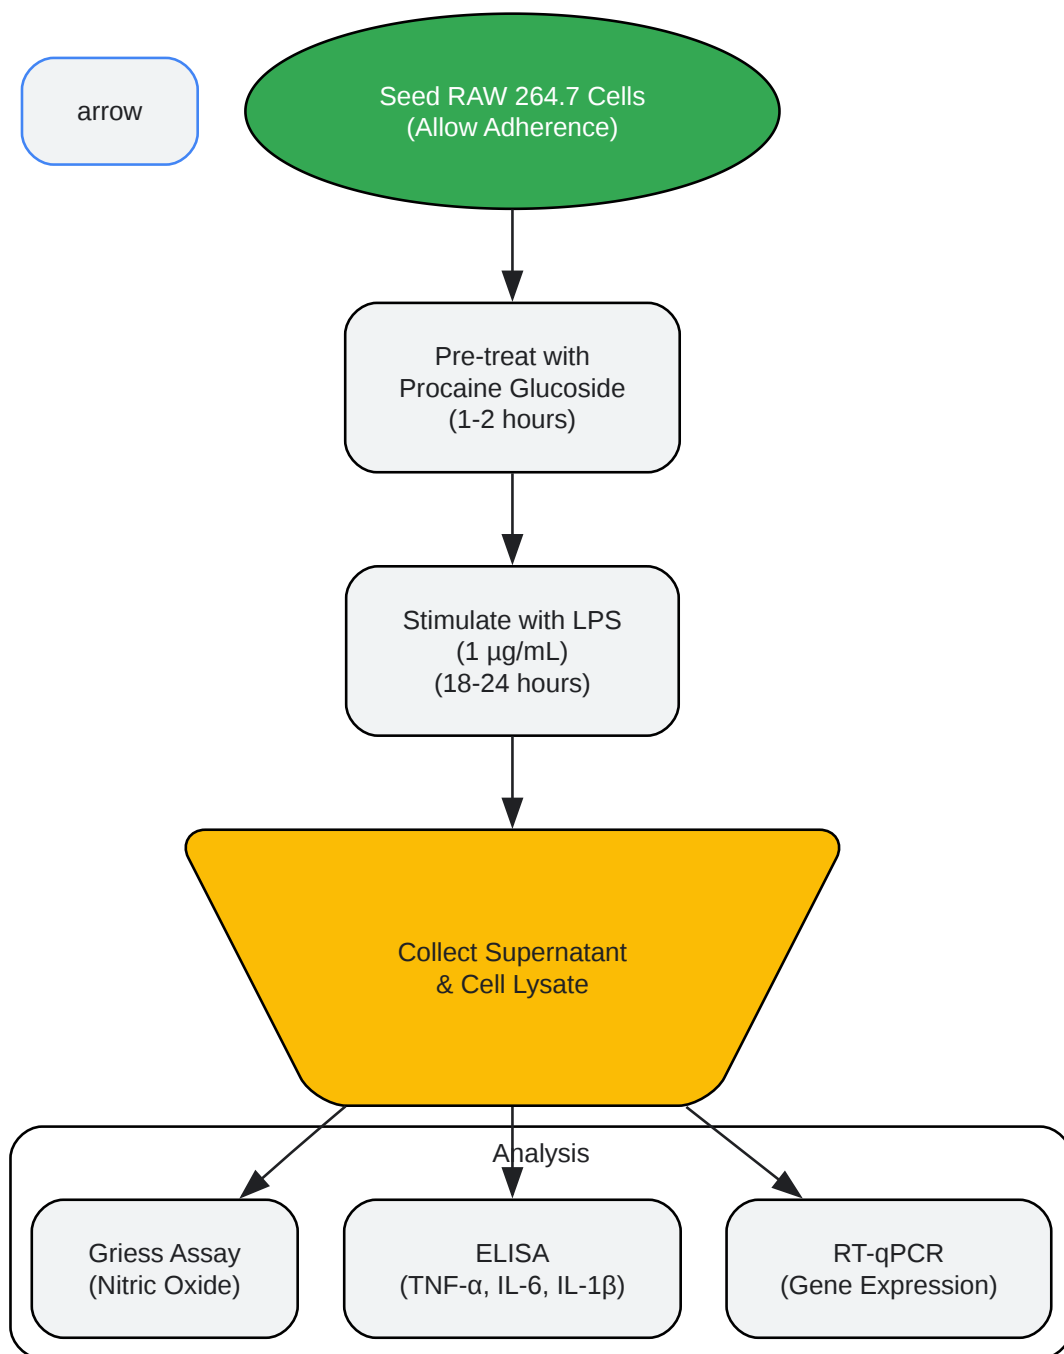 arrow
Seed RAW 264.7 Cells
(Allow Adherence)
Pre-treat with
Procaine Glucoside
(1-2 hours)
Stimulate with LPS
(1 µg/mL)
(18-24 hours)
Collect Supernatant
& Cell Lysate
Analysis
Griess Assay
(Nitric Oxide)
ELISA
(TNF-α, IL-6, IL-1β)
RT-qPCR
(Gene Expression)